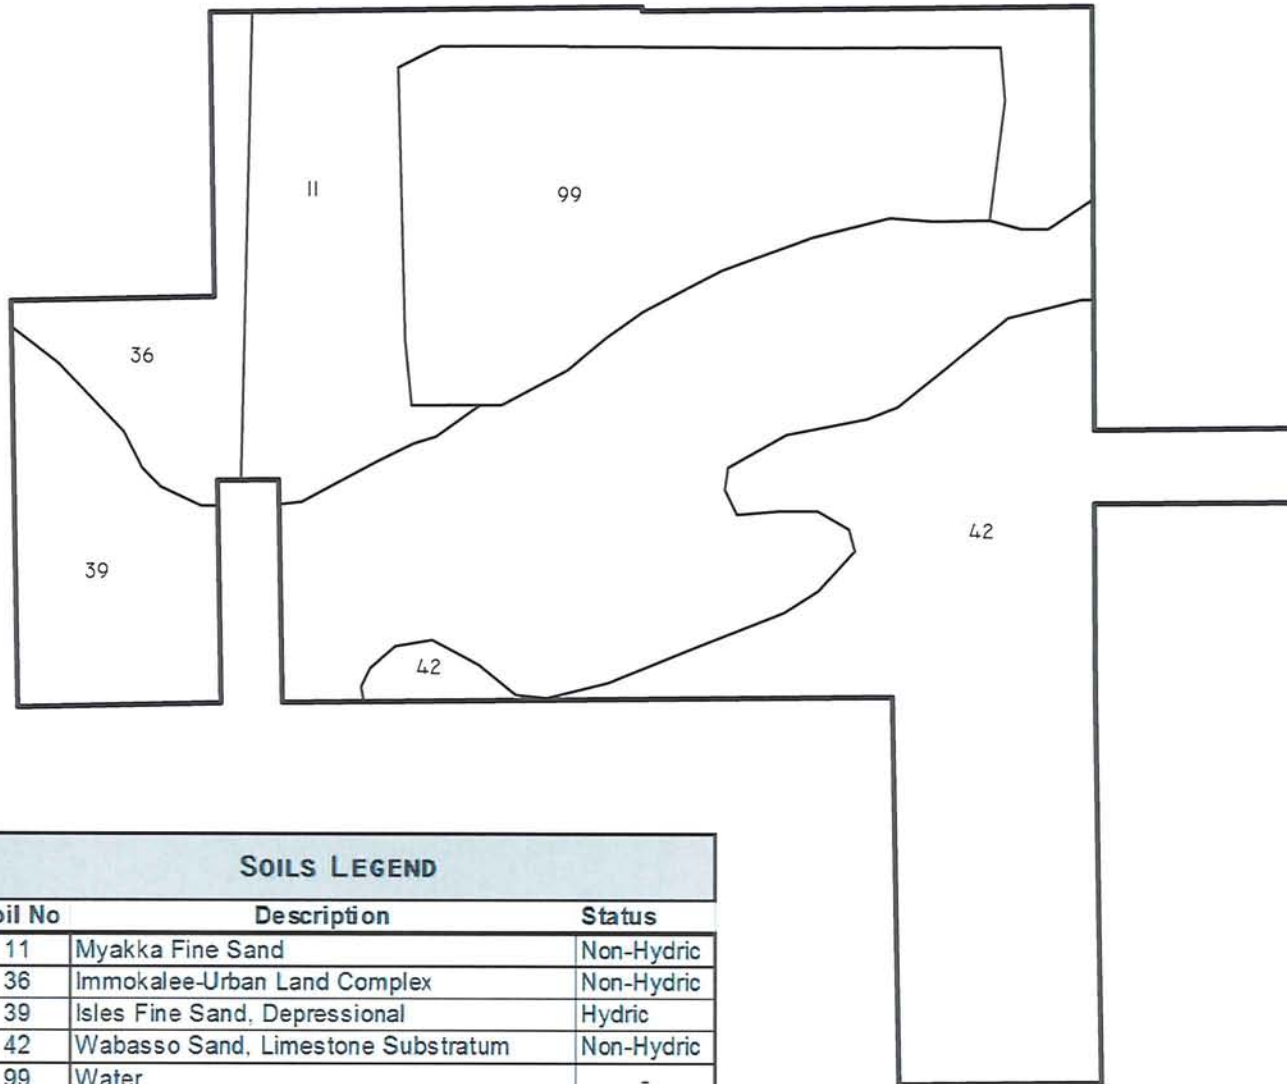 11
99
36
42
39
42
SOILS LEGEND
oil No Description Status
11 Myakka Fine Sand Non-Hydric
36 Immokalee-Urban Land Complex Non-Hydric
39 Isles Fine Sand, Depressional Hydric
42 Wabasso Sand, Limestone Substratum Non-Hydric
99 Water -